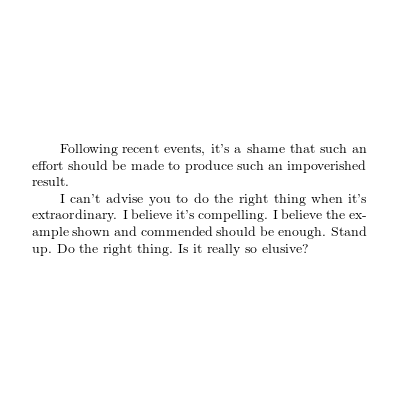 Following recent events, it's a shame that such an
effort should be made to produce such an impoverished
result.
I can't advise you to do the right thing when it's
extraordinary. I believe it's compelling. I believe the ex-
ample shown and commended should be enough. Stand
up. Do the right thing. Is it really so elusive?